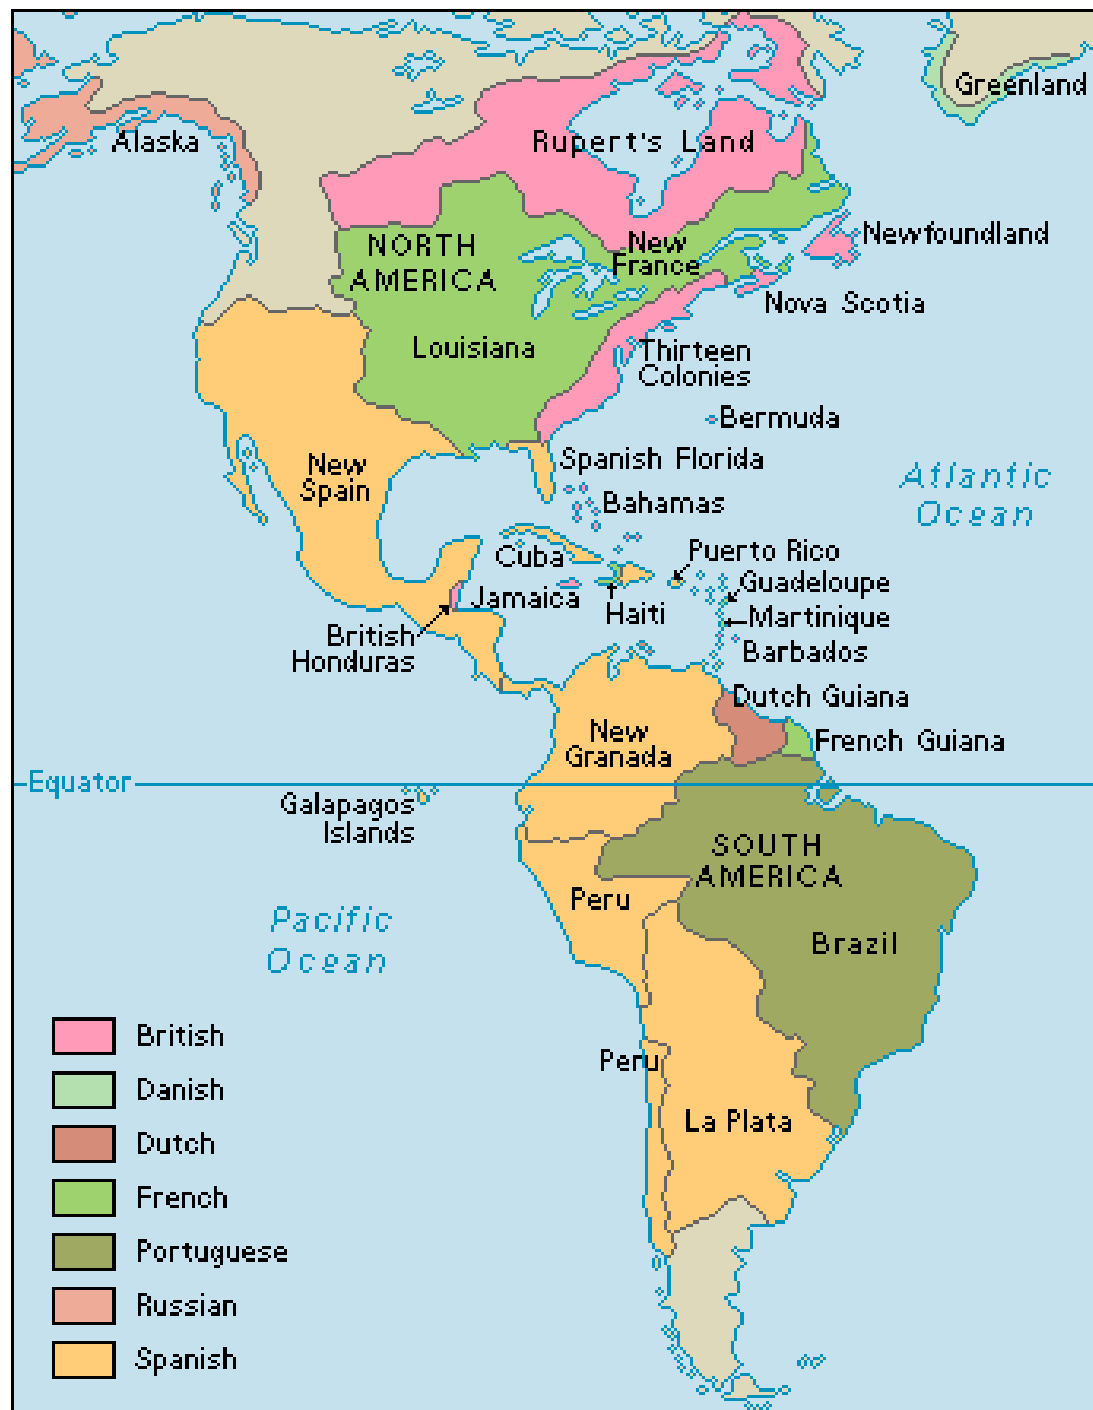 Greenland
Alaska
Rupert's Land
NORTH
AMERICA
New
France
Newfoundland
Nova Scotia
Louisiana
Thirteen
Colonies
Bermuda
New
Spain
Spanish Florida
Atlantic
Ocean
Bahamas
Cuba
Puerto Rico
Guadeloupe
Jamaica
Haiti
Martinique
British
Honduras
Barbados
Dutch Guiana
New
Granada
French Guiana
Equator
Galapagos
Islands
SOUTH
AMERICA
Peru
Pacific
Ocean
Brazil
Peru
La Plata
British
Danish
Dutch
French
Portuguese
Russian
Spanish